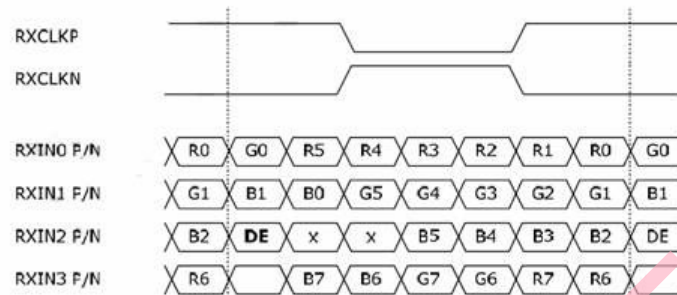 RXCLKP
RXCLKN
RXIN0 P/N R0 G0 R5 R4 R3 R2 R1 R0 G0
RXIN1 P/N G1 B1 B0 G5 G4 G3 G2 G1 B1
RXIN2 P/N B2 DE x x B5 B4 B3 B2 DE
RXIN3 P/N R6 B7 B6 G7 G6 R7 R6